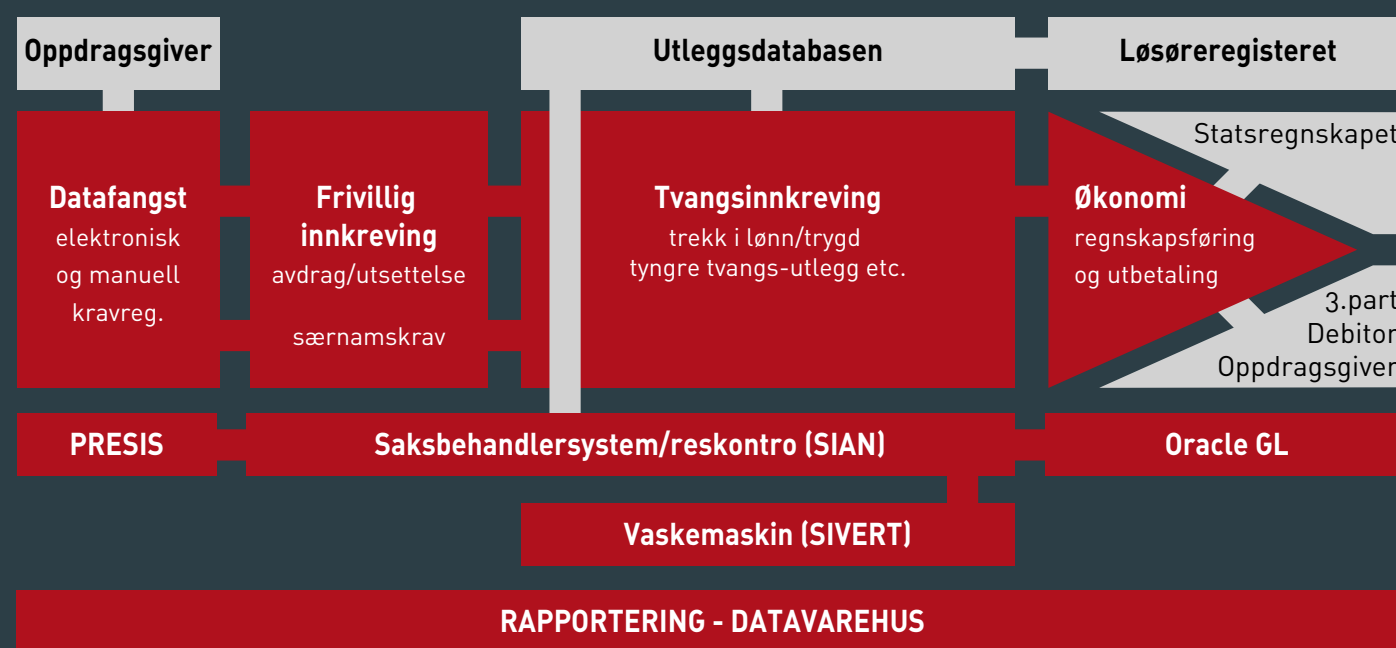 Oppdragsgiver
Utleggsdatabasen
Løsøreregisteret
Datafangst
elektronisk
og manuell
kravreg.
Frivillig
innkreving
avdrag/utsettelse
særnamskrav
Tvangsinnkreving
trekk i lønn/trygd
tyngre tvangs-utlegg etc.
Økonomi
regnskapsføring
og utbetaling
Statsregnskapet
3.part
Debitor
Oppdragsgiver
PRESIS
Saksbehandlersystem/reskontro (SIAN)
Oracle GL
Vaskemaskin (SIVERT)
RAPPORTERING - DATAVAREHUS